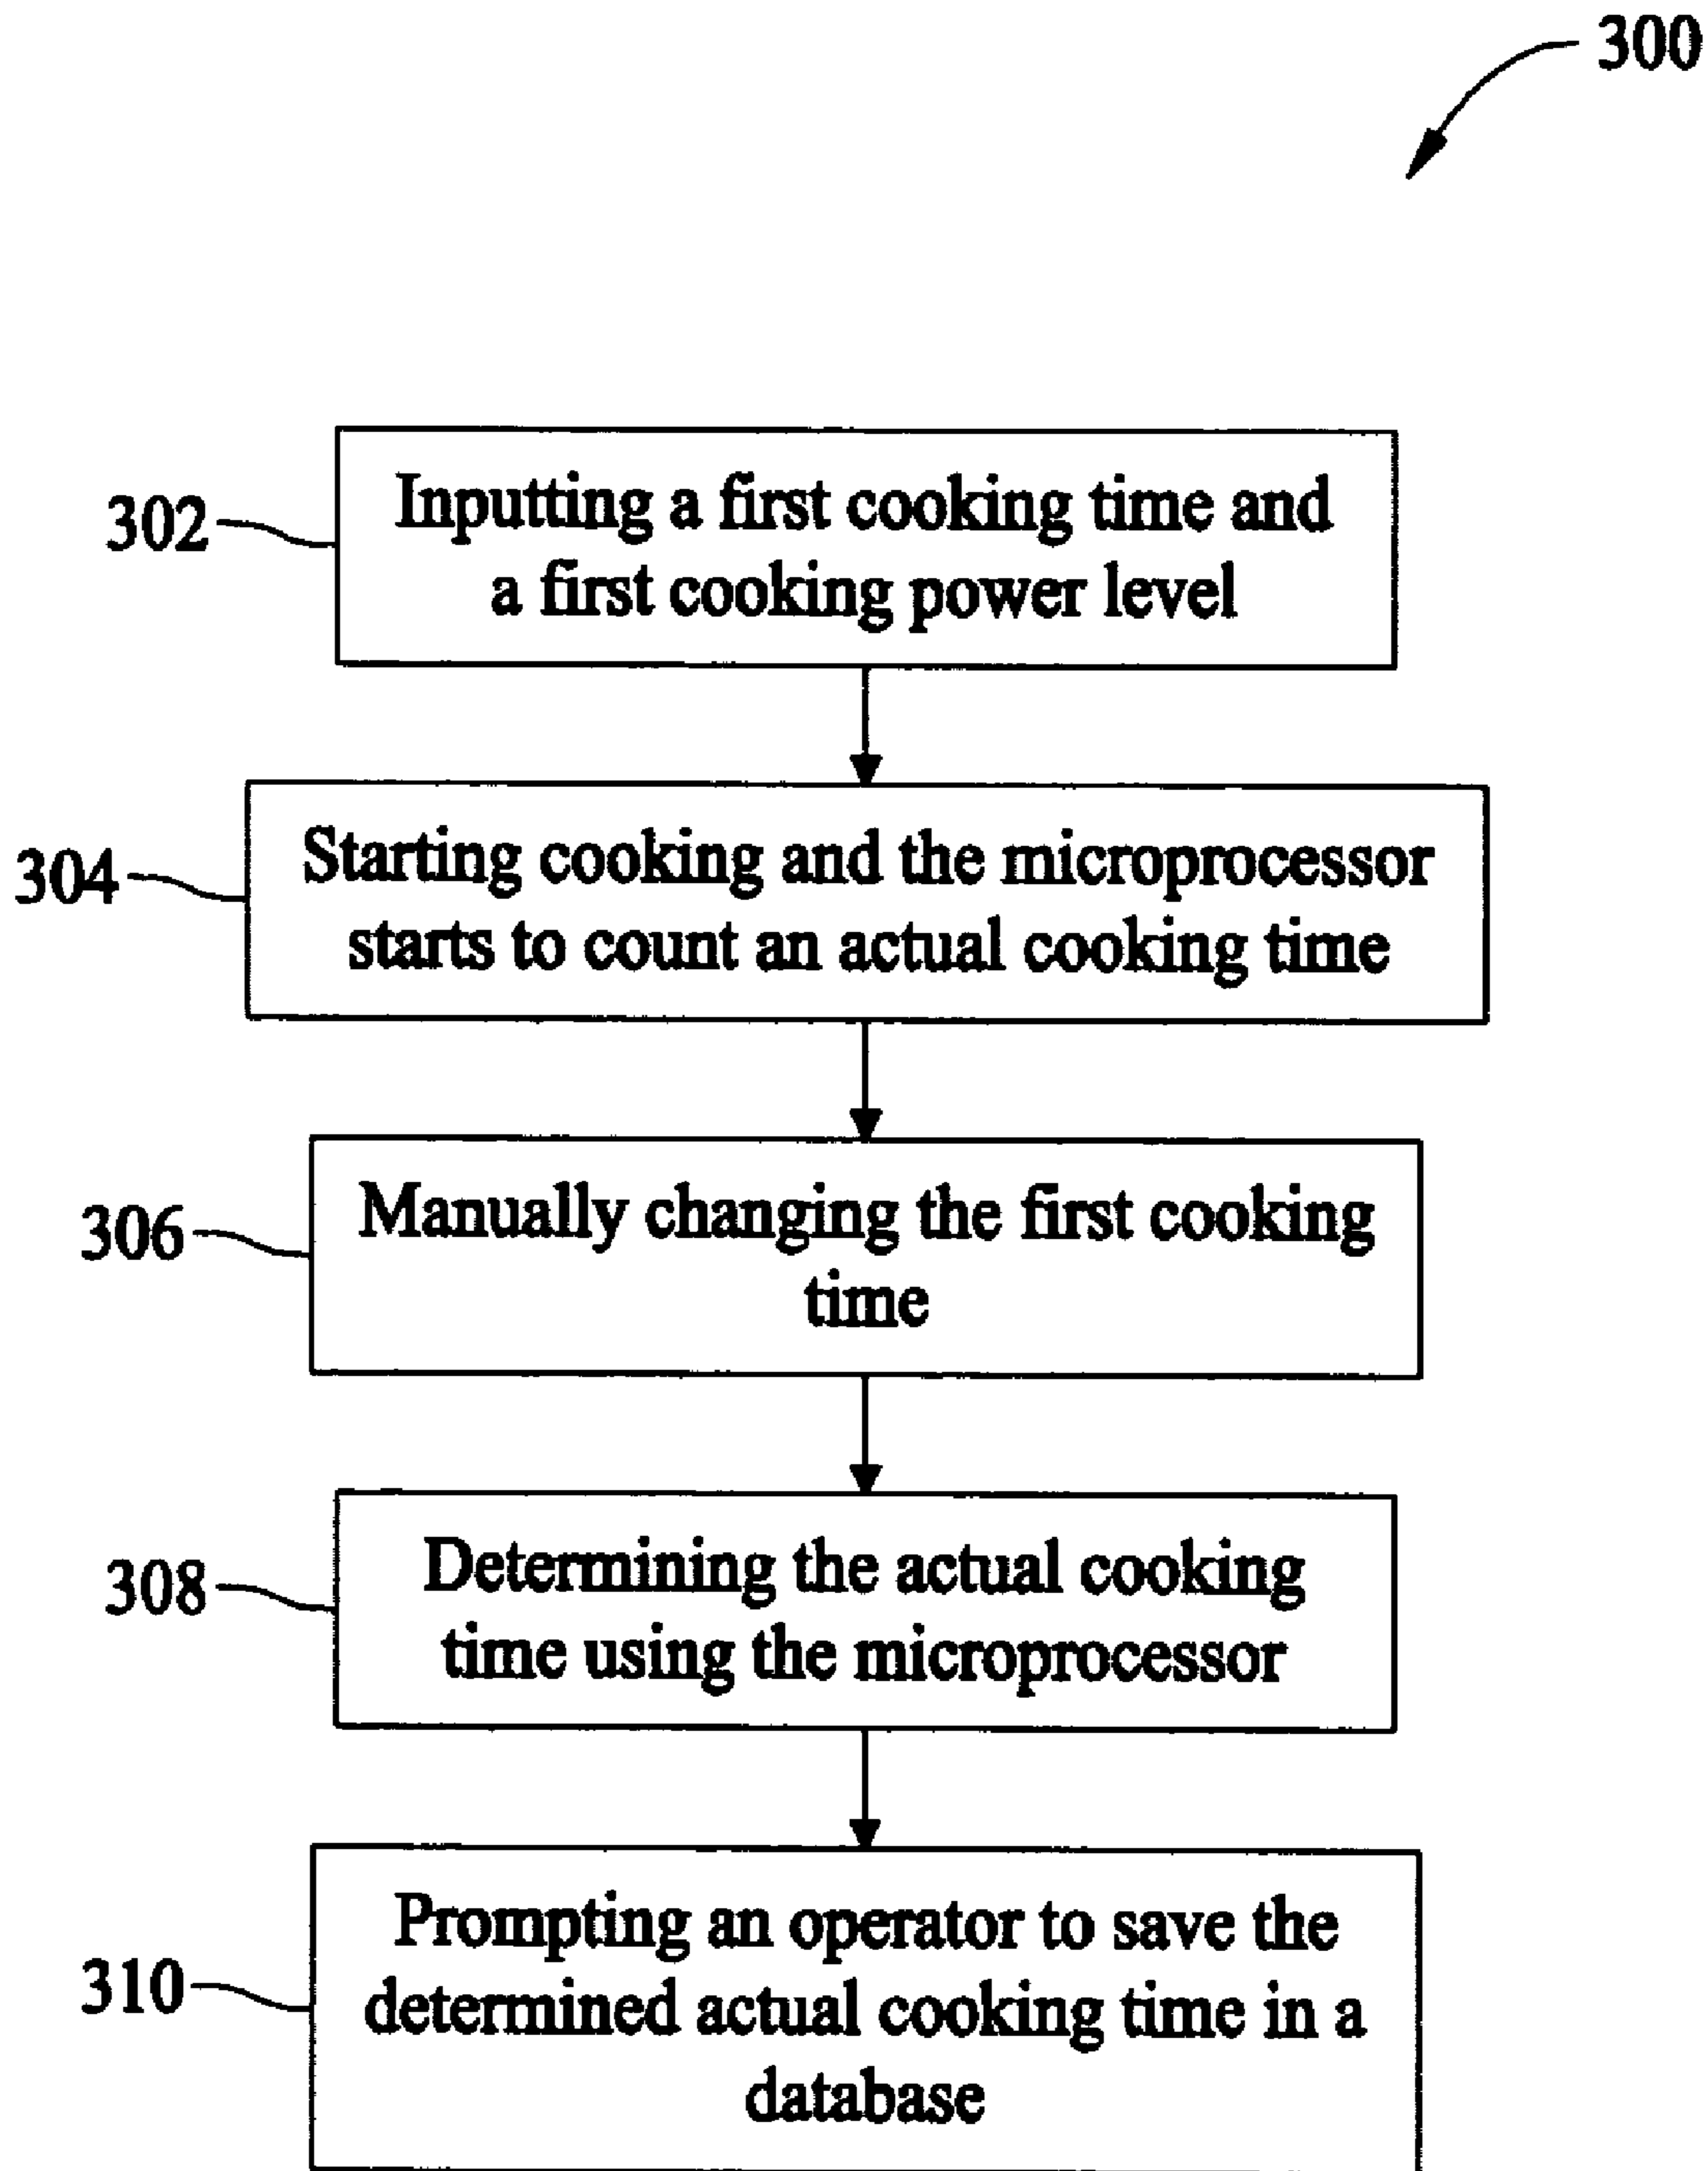 300
302
Inputting a first cooking time and
a first cooking power level
304
Starting cooking and the microprocessor
starts to count an actual cooking time
306
Manually changing the first cooking
time
308
Determining the actual cooking
time using the microprocessor
310
Prompting an operator to save the
determined actual cooking time in a
database